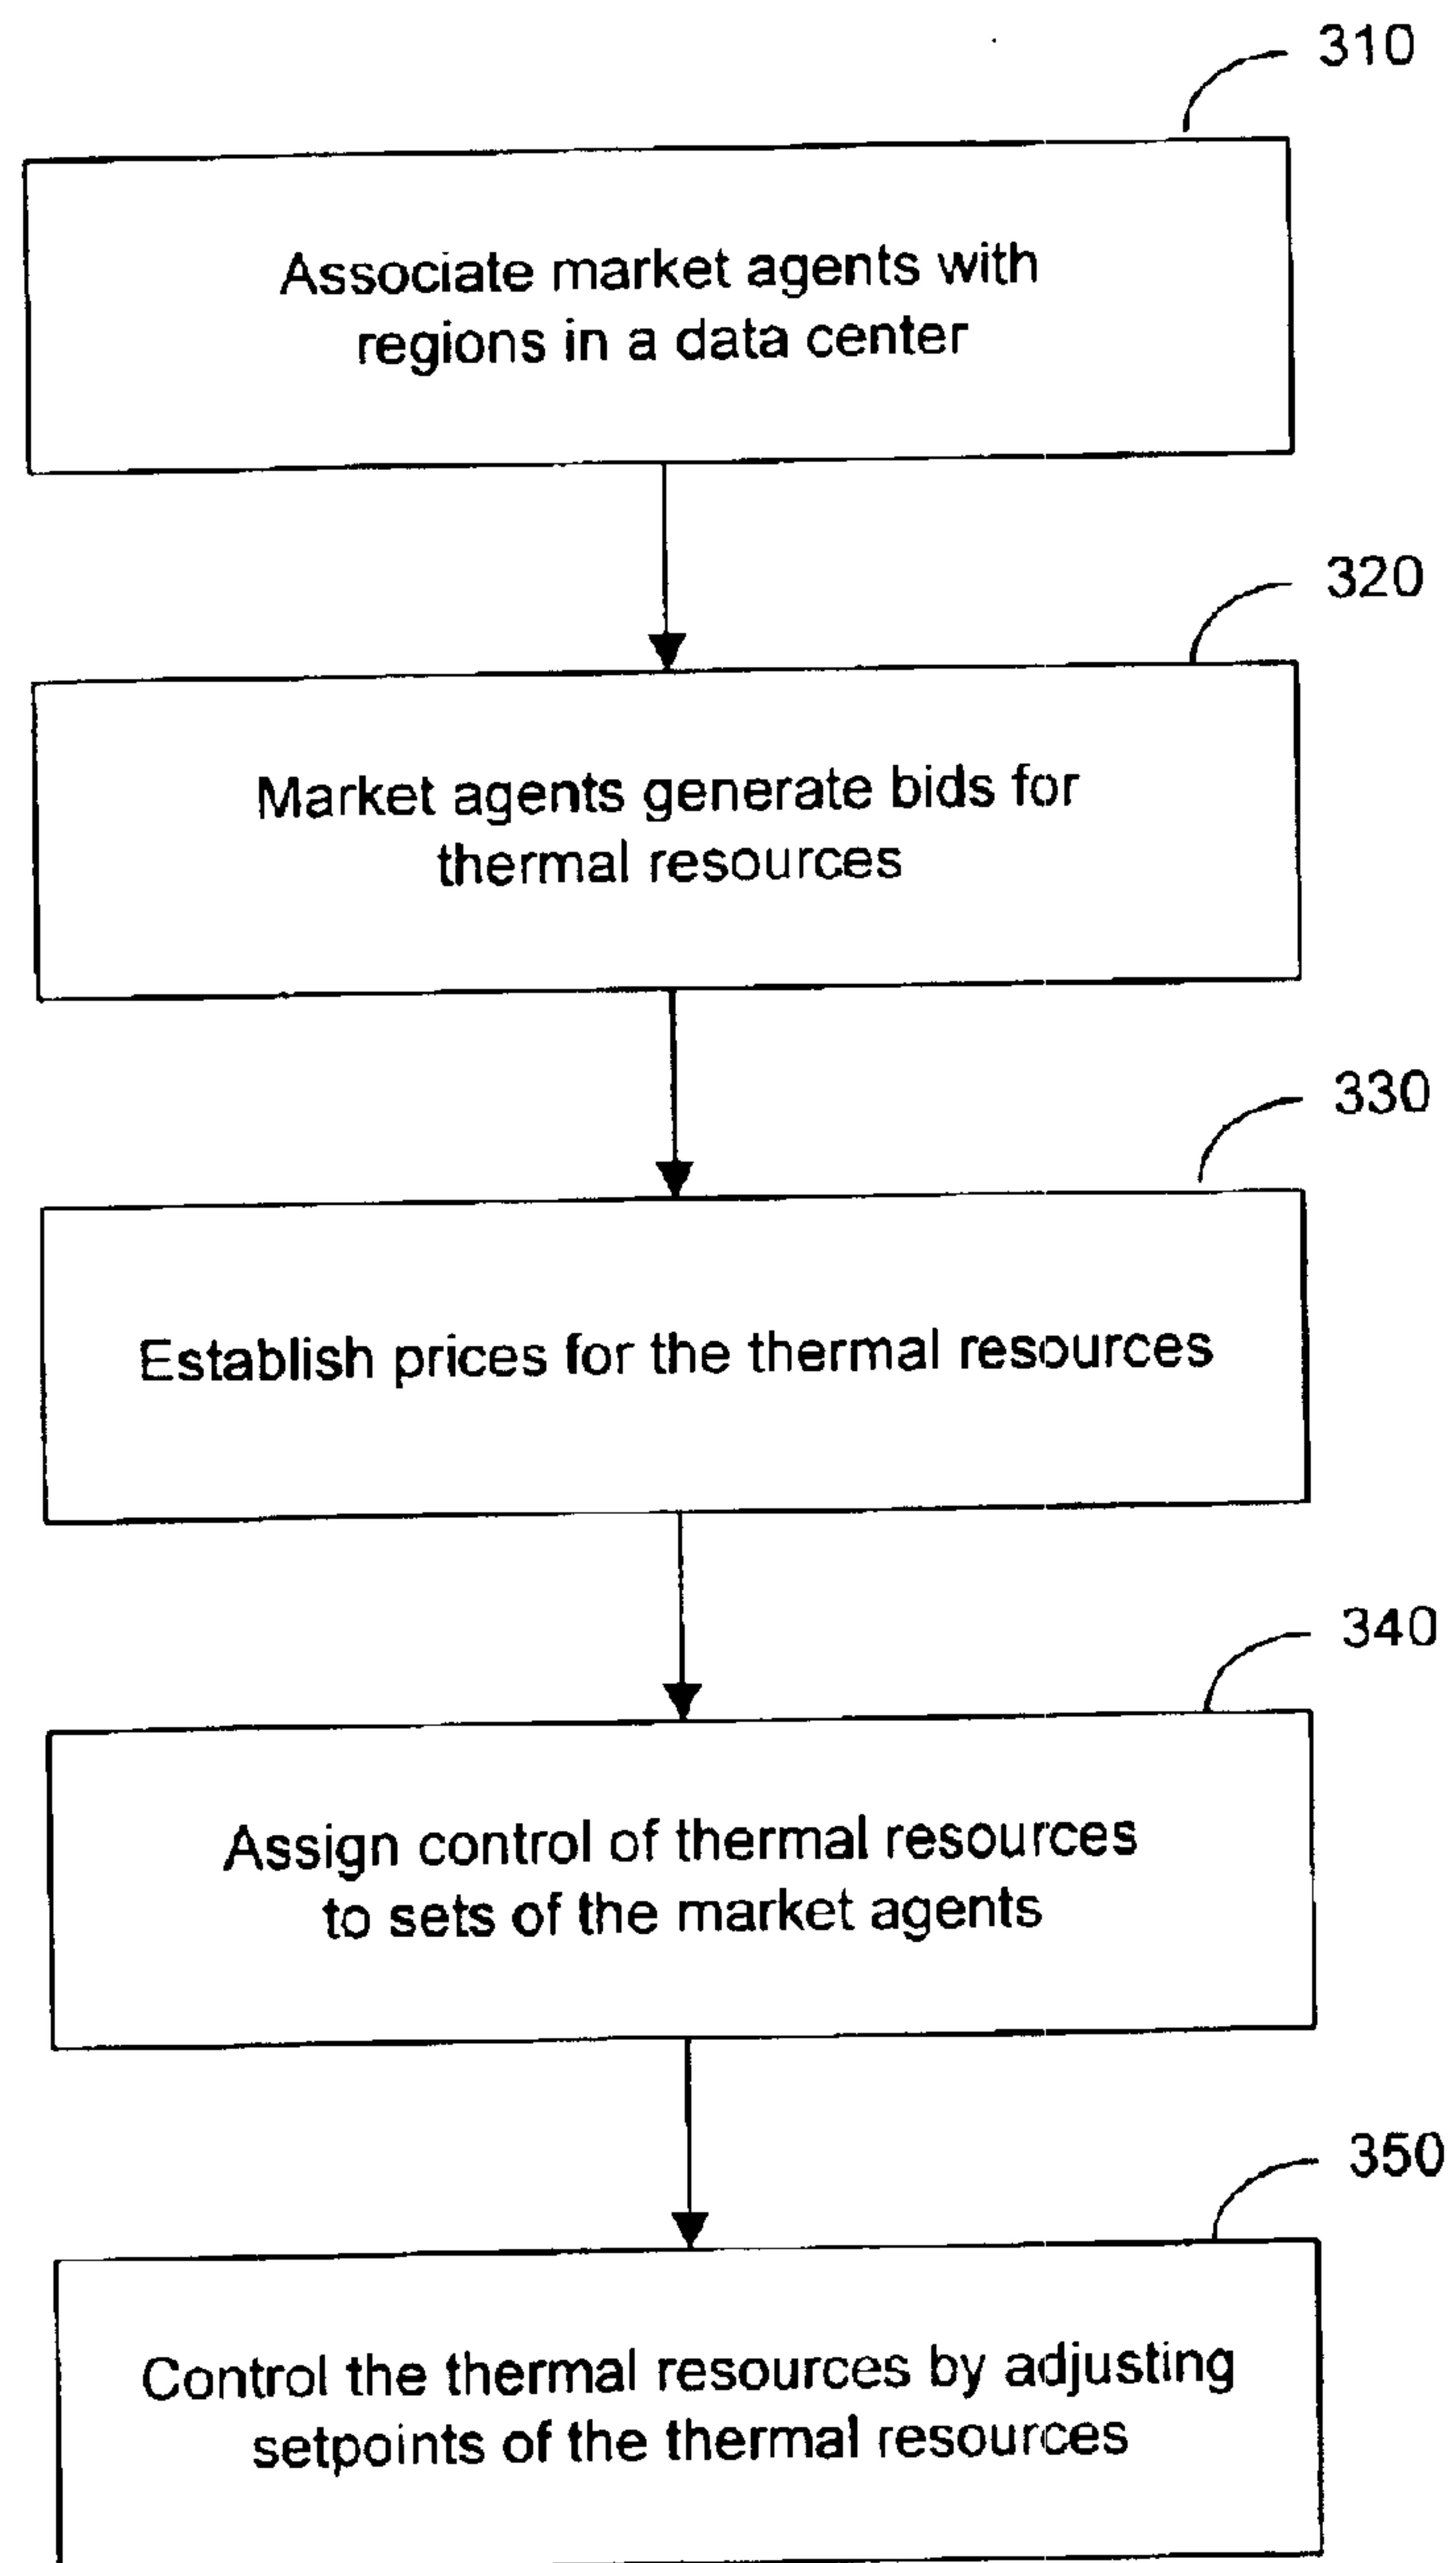 310
Associate market agents with
regions in a data center
320
Market agents generate bids for
thermal resources
330
Establish prices for the thermal resources
340
Assign control of thermal resources
to sets of the market agents
350
Control the thermal resources by adjusting
setpoints of the thermal resources